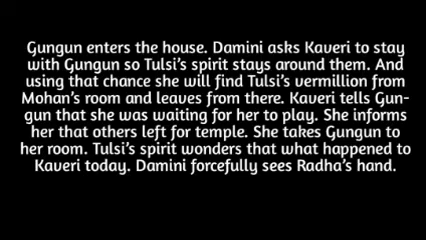 Gungun enters the house. Damini asks Kaveri to stay
with Gungun so Tulsi's spirit stays around them. And
using that chance she will find Tulsi's vermillion from
Mohan's room and leaves from there. Kaveri tells Gun-
gun that she was waiting for her to play. She informs
her that others left for temple. She takes Gungun to
her room. Tulsi's spirit wonders that what happened to
Kaveri today. Damini forcefully sees Radha's hand.